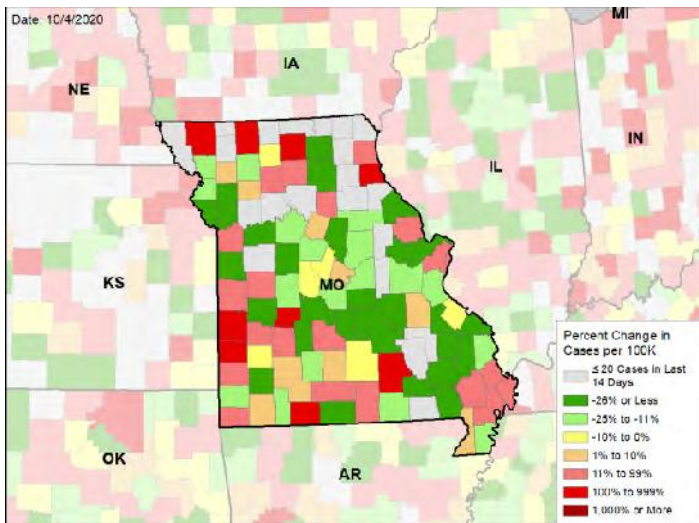 Date: 10/4/2020
MI
IA
NE
IN
IL
KS
MO
OK
AR
Percent Change in
Cases per 100K
≤ 20 Cases in Last
14 Days
-26% or Less
-25% to -11%
-10% to 0%
1% to 10%
11% to 99%
100% to 999%
1,000% or More